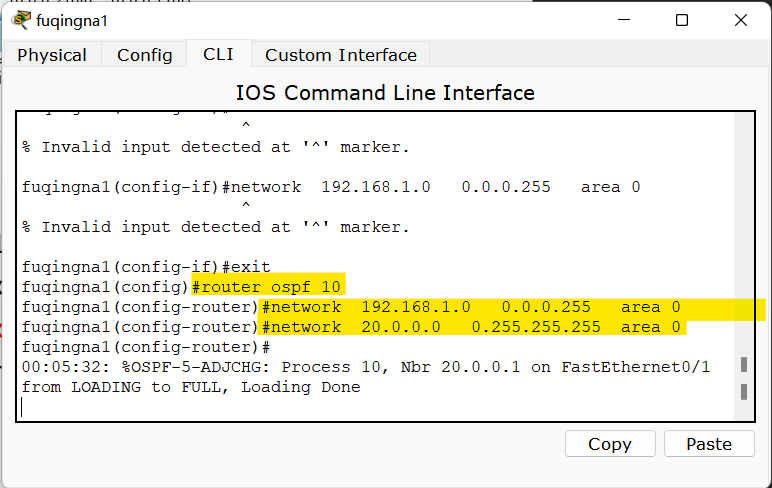 fuqingna1
Physical Config CLI Custom Interface
IOS Command Line Interface
^
% Invalid input detected at '^' marker.
fuqingna1(config-if)#network  192.168.1.0   0.0.0.255   area 0
^
% Invalid input detected at '^' marker.
fuqingna1(config-if)#exit
fuqingna1(config)#router ospf 10
fuqingna1(config-router)#network  192.168.1.0   0.0.0.255   area 0
fuqingna1(config-router)#network  20.0.0.0   0.255.255.255  area 0
fuqingna1(config-router)#
00:05:32: %OSPF-5-ADJCHG: Process 10, Nbr 20.0.0.1 on FastEthernet0/1
from LOADING to FULL, Loading Done
Copy Paste